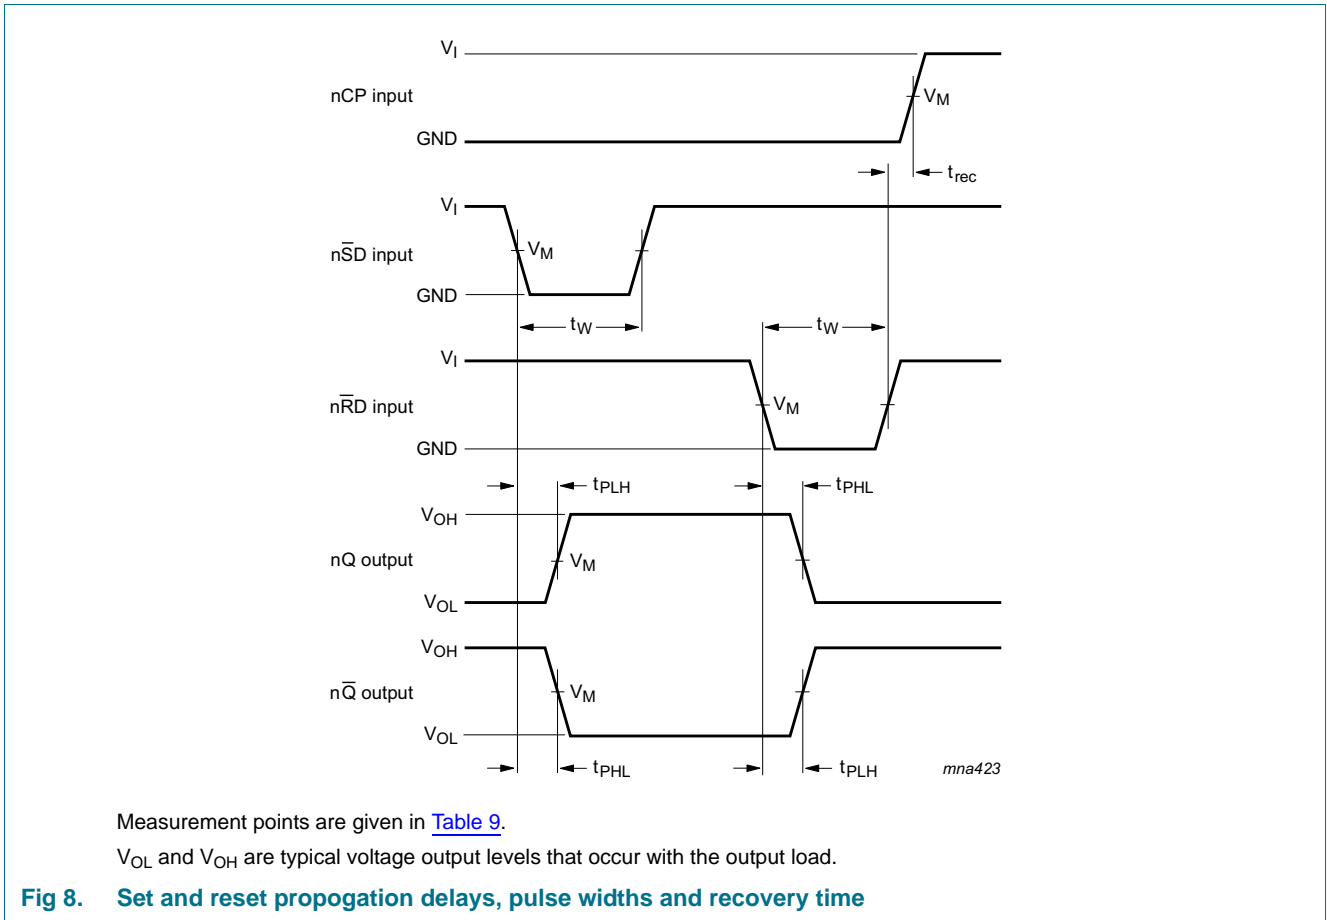 VI
nCP input
VM
GND
trec
VI
nS̅D input
VM
GND
tW
tW
VI
nR̅D input
VM
GND
tPLH
tPHL
VOH
nQ output
VM
VOL
VOH
nQ̅ output
VM
VOL
tPHL
tPLH
mna423
Measurement points are given in Table 9.
VOL and VOH are typical voltage output levels that occur with the output load.
Fig 8. Set and reset propogation delays, pulse widths and recovery time